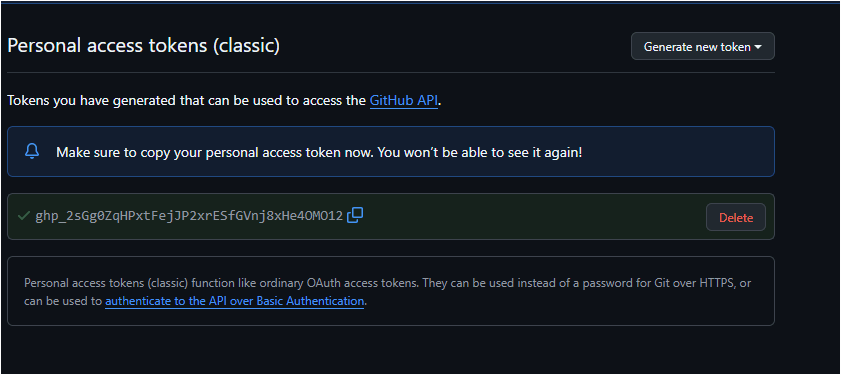 Personal access tokens (classic)
Generate new token
Tokens you have generated that can be used to access the GitHub API.
Make sure to copy your personal access token now. You won't be able to see it again!
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
Delete
Personal access tokens (classic) function like ordinary OAuth access tokens. They can be used instead of a password for Git over HTTPS, or
can be used to authenticate to the API over Basic Authentication.